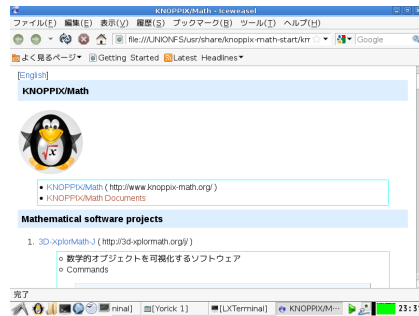 KNOPPIX/Math - Iceweasel
ファイル(F) 編集(E) 表示(V) 履歴(S) ブックマーク(B) ツール(T) ヘルプ(H)
file:///UNIONFS/usr/share/knoppix-math-start/kn
Google
よく見るページ Getting Started Latest Headlines
[English]
KNOPPIX/Math
√x
KNOPPIX/Math ( http://www.knoppix-math.org/ )
KNOPPIX/Math Documents
Mathematical software projects
1. 3D-XplorMath-J ( http://3d-xplormath.org/j/ )
数学的オブジェクトを可視化するソフトウェア
Commands
完了
minal] [Yorick 1] [LXTerminal] KNOPPIX/M… 23:3